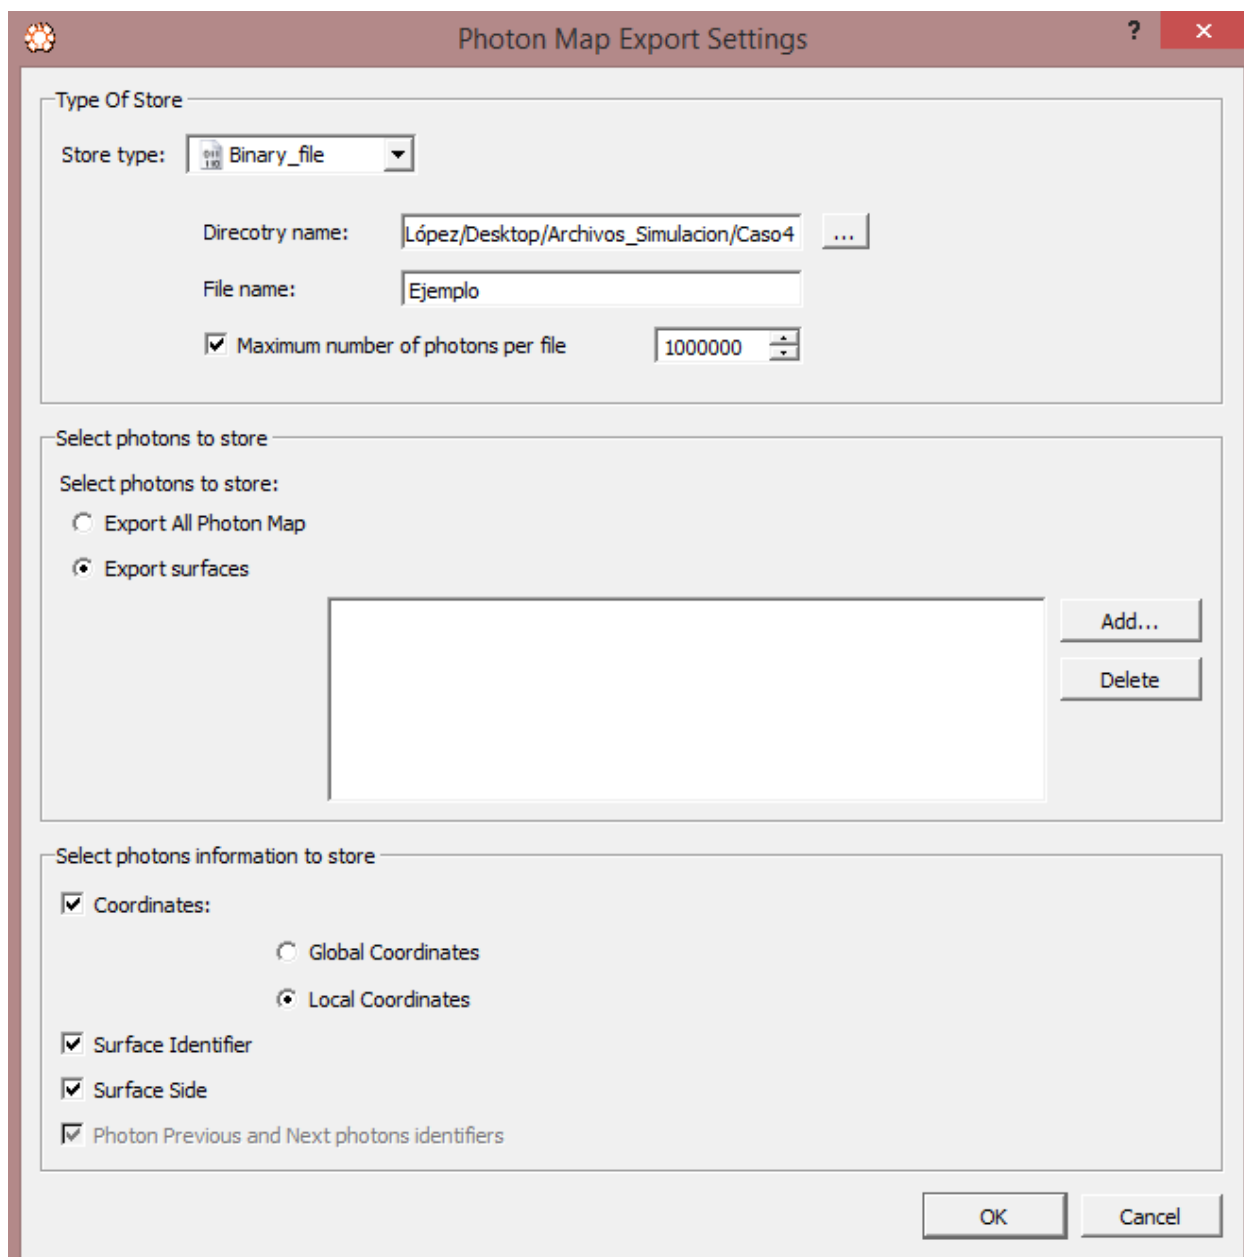 Photon Map Export Settings
?
Type Of Store
Store type: Binary_file
Direcotry name: López/Desktop/Archivos_Simulacion/Caso4 ...
File name: Ejemplo
Maximum number of photons per file 1000000
Select photons to store
Select photons to store:
Export All Photon Map
Export surfaces
Add...
Delete
Select photons information to store
Coordinates:
Global Coordinates
Local Coordinates
Surface Identifier
Surface Side
Photon Previous and Next photons identifiers
OK Cancel